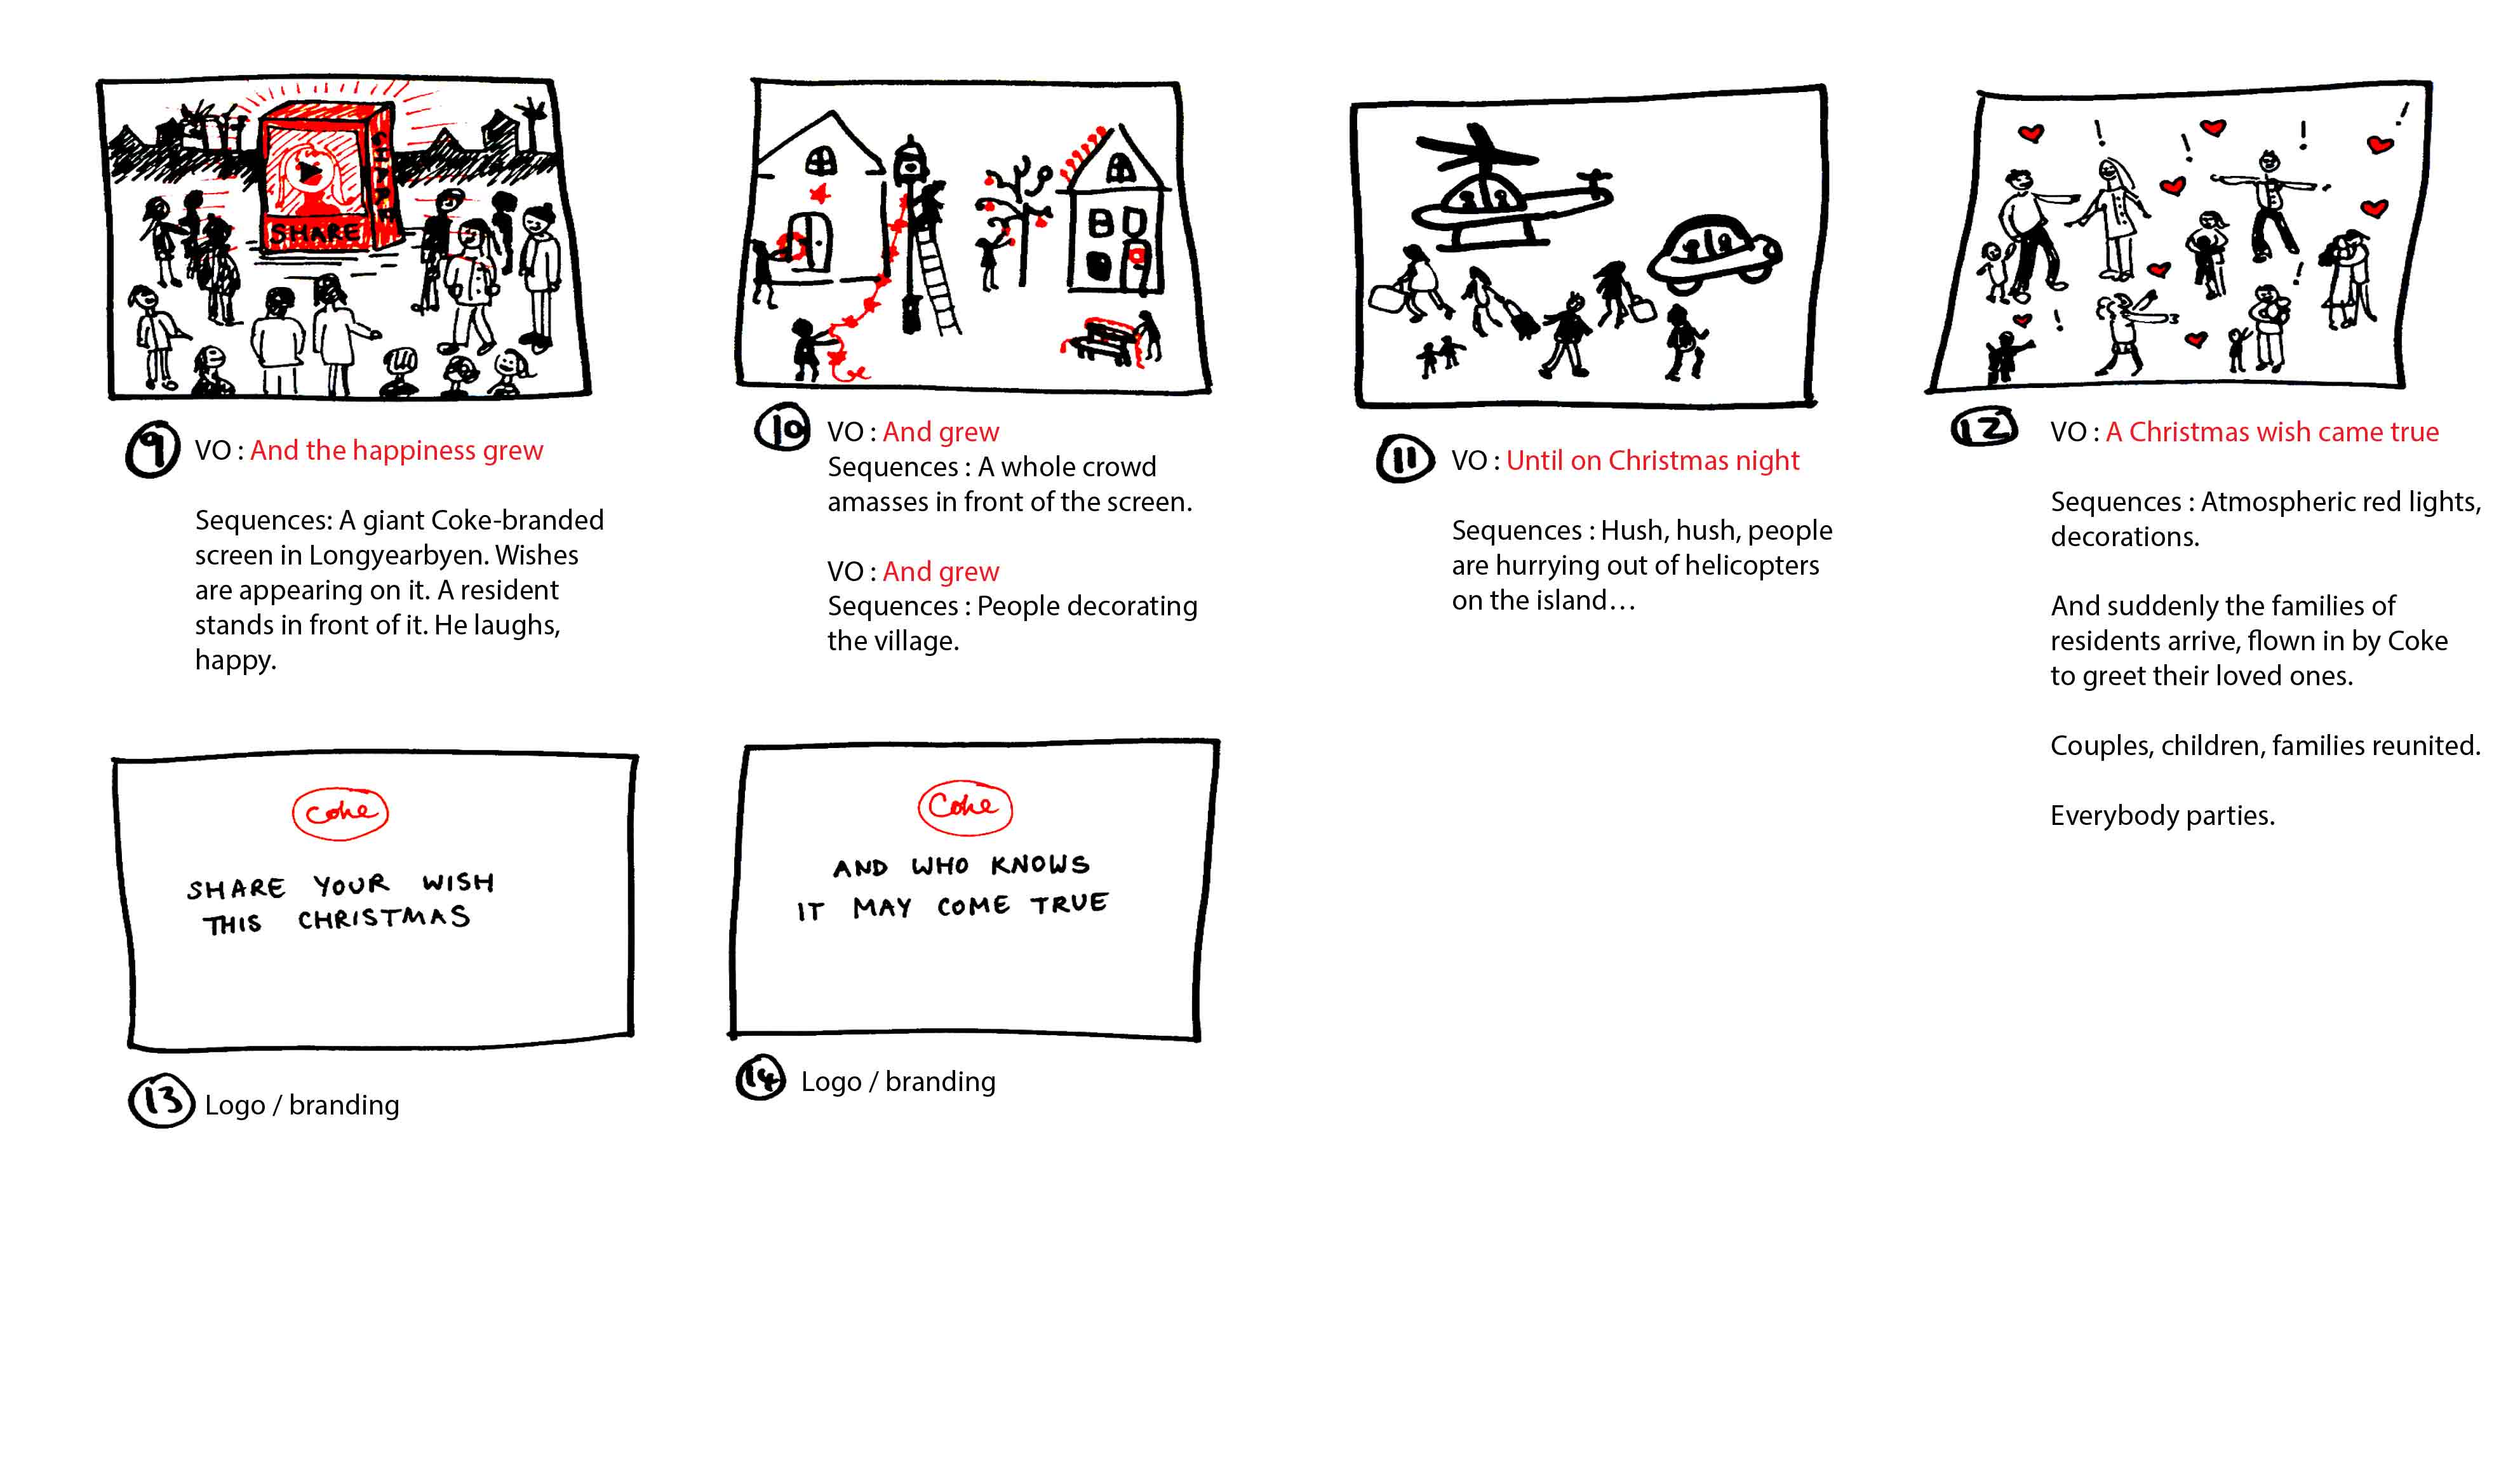 SHARE
9
VO : And the happiness grew
Sequences: A giant Coke-branded
screen in Longyearbyen. Wishes
are appearing on it. A resident
stands in front of it. He laughs,
happy.
10
VO : And grew
Sequences : A whole crowd
amasses in front of the screen.
VO : And grew
Sequences : People decorating
the village.
11
VO : Until on Christmas night
Sequences : Hush, hush, people
are hurrying out of helicopters
on the island…
12
VO : A Christmas wish came true
Sequences : Atmospheric red lights,
decorations.
And suddenly the families of
residents arrive, flown in by Coke
to greet their loved ones.
Couples, children, families reunited.
Everybody parties.
Coke
SHARE YOUR WISH
THIS CHRISTMAS
13
Logo / branding
Coke
AND WHO KNOWS
IT MAY COME TRUE
14
Logo / branding